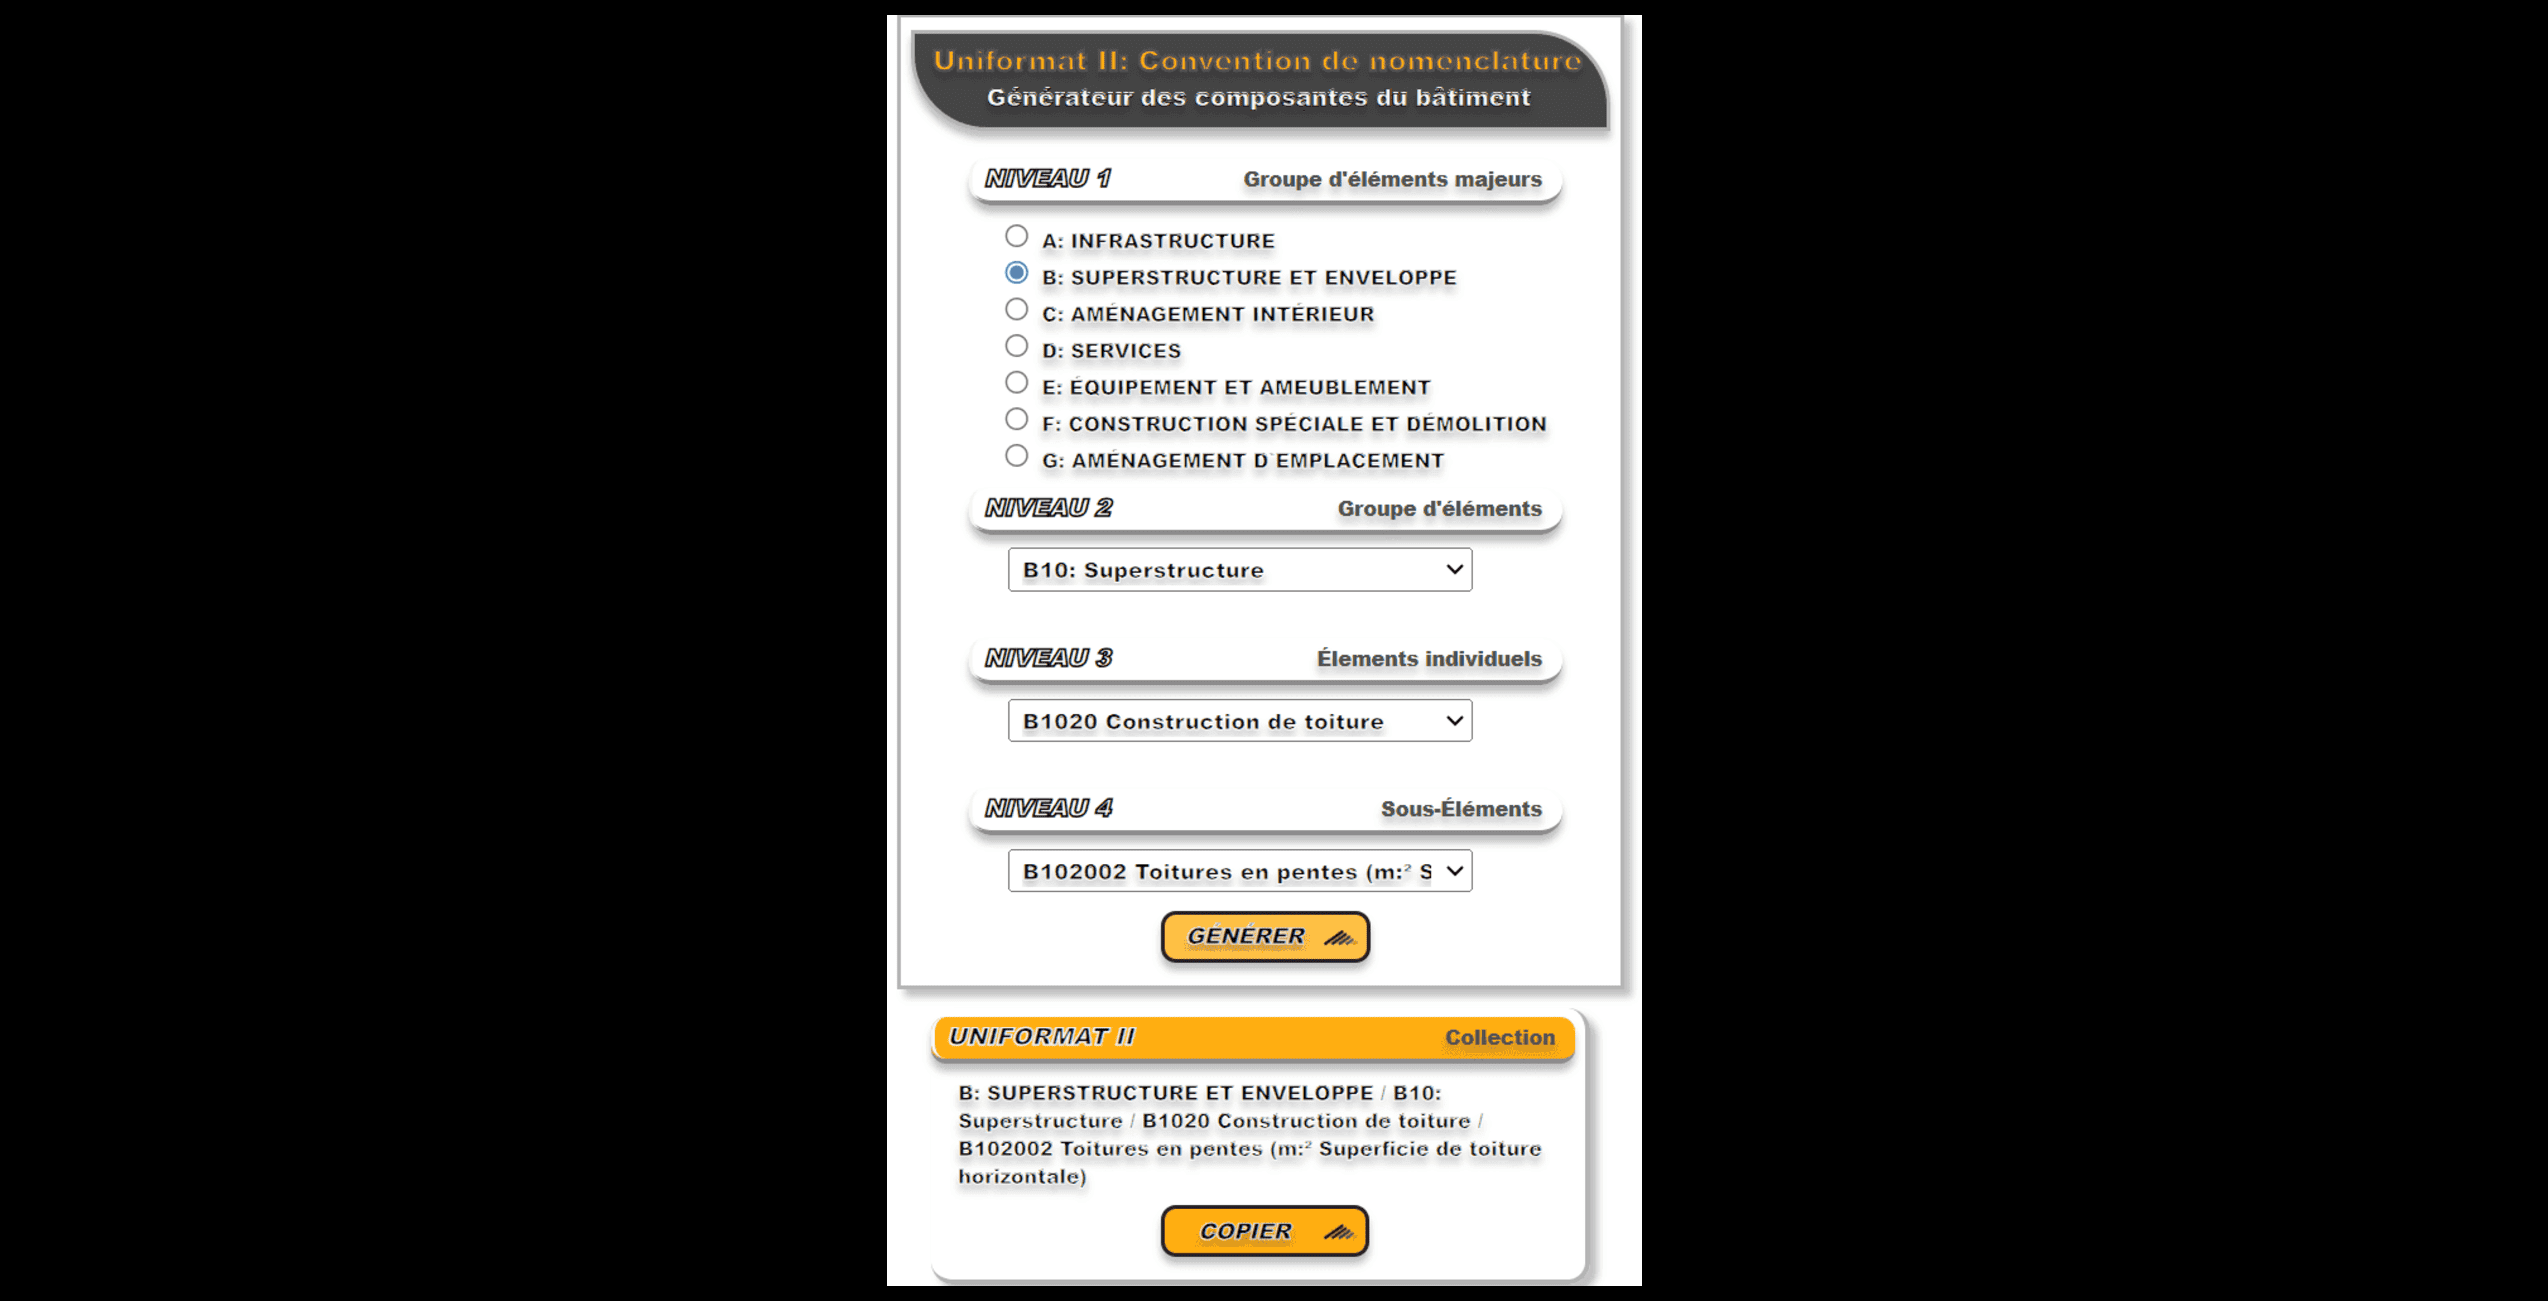 Uniformat II: Convention de nomenclature
Générateur des composantes du bâtiment
NIVEAU 1 Groupe d'éléments majeurs
A: INFRASTRUCTURE
B: SUPERSTRUCTURE ET ENVELOPPE
C: AMÉNAGEMENT INTÉRIEUR
D: SERVICES
E: ÉQUIPEMENT ET AMEUBLEMENT
F: CONSTRUCTION SPÉCIALE ET DÉMOLITION
G: AMÉNAGEMENT D`EMPLACEMENT
NIVEAU 2 Groupe d'éléments
B10: Superstructure
NIVEAU 3 Élements individuels
B1020 Construction de toiture
NIVEAU 4 Sous-Éléments
B102002 Toitures en pentes (m:² S
GÉNÉRER
UNIFORMAT II Collection
B: SUPERSTRUCTURE ET ENVELOPPE / B10:
Superstructure / B1020 Construction de toiture /
B102002 Toitures en pentes (m:² Superficie de toiture
horizontale)
COPIER